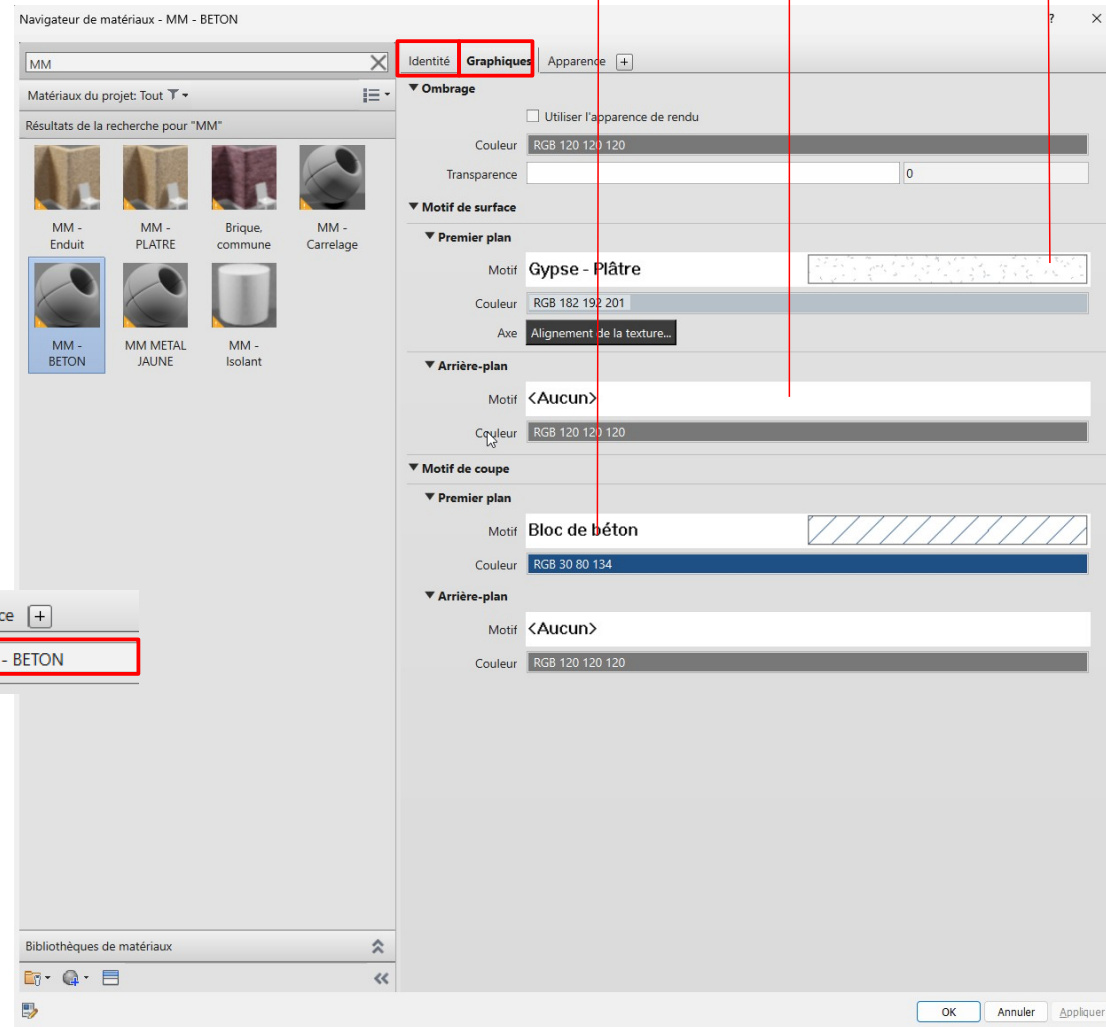 Navigateur de matériaux - MM - BETON
?
MM
Identité Graphiques Apparence +
Matériaux du projet: Tout
Résultats de la recherche pour "MM"
MM - Enduit
MM - PLATRE
Brique, commune
MM - Carrelage
MM - BETON
MM METAL JAUNE
MM - Isolant
Ombrage
Utiliser l'apparence de rendu
Couleur RGB 120 120 120
Transparence 0
Motif de surface
Premier plan
Motif Gypse - Plâtre
Couleur RGB 182 192 201
Axe Alignement de la texture...
Arrière-plan
Motif <Aucun>
Couleur RGB 120 120 120
Motif de coupe
Premier plan
Motif Bloc de béton
Couleur RGB 30 80 134
Arrière-plan
Motif <Aucun>
Couleur RGB 120 120 120
ce +
- BETON
Bibliothèques de matériaux
OK Annuler Appliquer